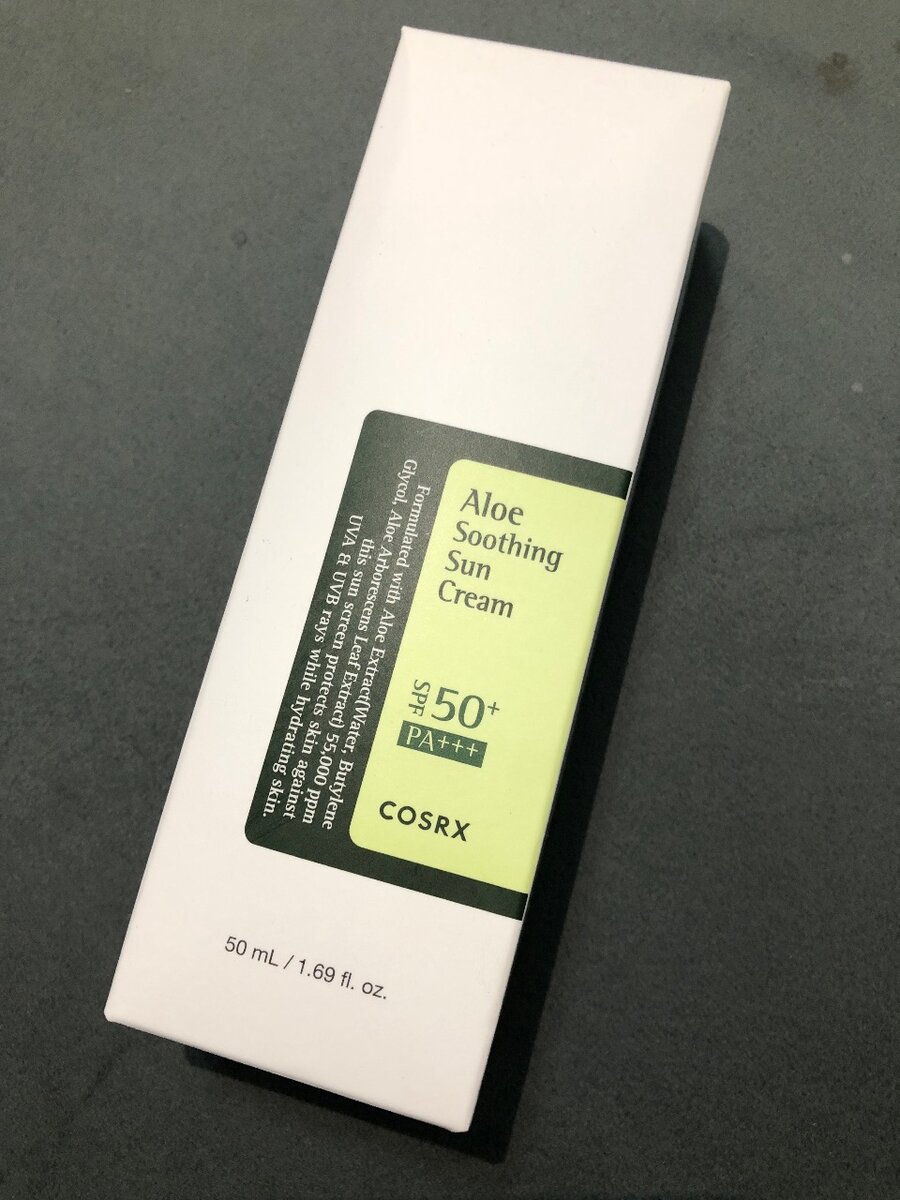 Aloe
Soothing
Sun
Cream
SPF 50+
PA+++
COSRX
Formulated with Aloe Extract(Water, Butylene
Glycol, Aloe Arborescens Leaf Extract) 55,000 ppm
this sun screen protects skin against
UVA & UVB rays while hydrating skin.
50 mL / 1.69 fl. oz.